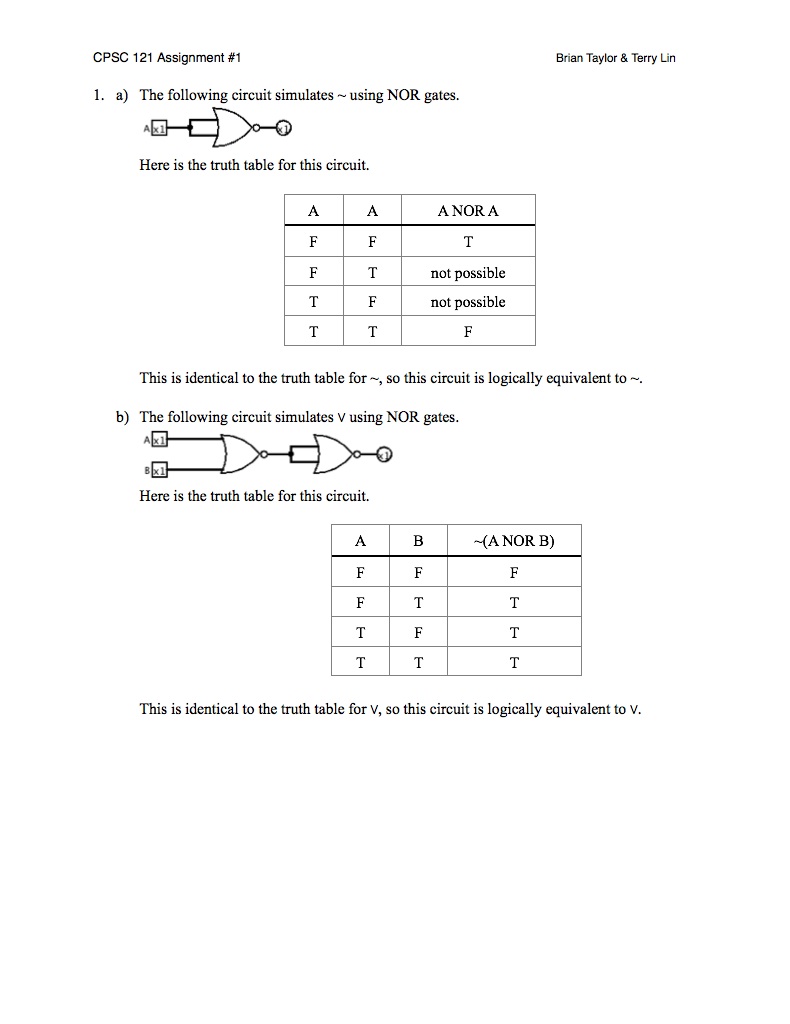 CPSC 121 Assignment #1 Brian Taylor & Terry Lin
1. a) The following circuit simulates ~ using NOR gates.
A x1 x1
Here is the truth table for this circuit.
A A A NOR A
F F T
F T not possible
T F not possible
T T F
This is identical to the truth table for ~, so this circuit is logically equivalent to ~.
b) The following circuit simulates ∨ using NOR gates.
A x1
x1
B x1
Here is the truth table for this circuit.
A B ~(A NOR B)
F F F
F T T
T F T
T T T
This is identical to the truth table for ∨, so this circuit is logically equivalent to ∨.